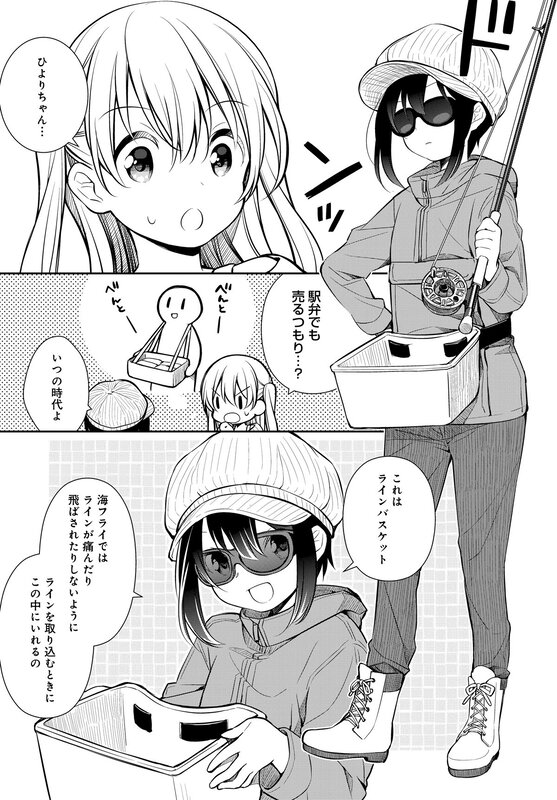 ドドン
ひよりちゃん…
駅弁でも
売るつもり…?
べんと―
べんと―
いつの時代よ
これは
ラインバスケット
海フライでは
ラインが痛んだり
飛ばされたりしないように
ラインを取り込むときに
この中にいれるの